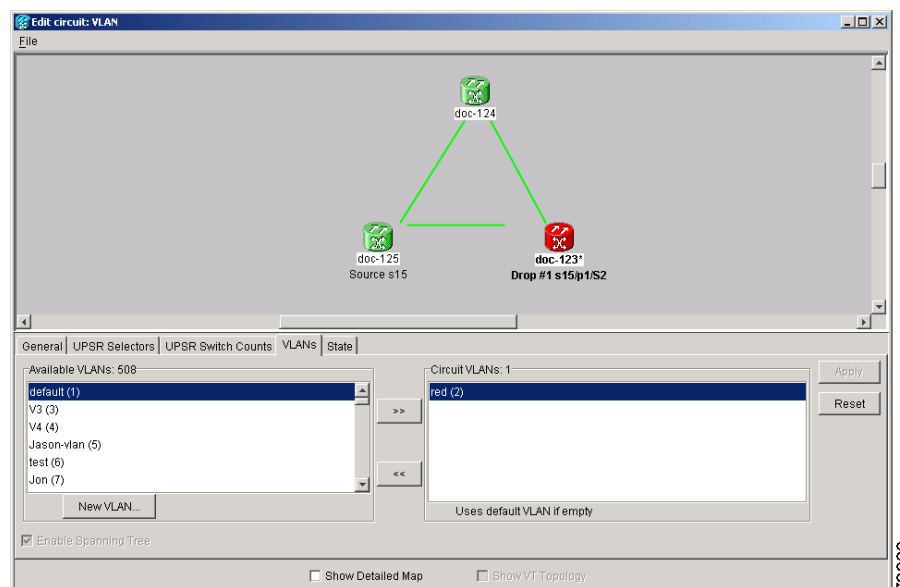 Edit circuit: VLAN
File
doc-124
doc-125
Source s15
doc-123*
Drop #1 s15/p1/S2
General UPSR Selectors UPSR Switch Counts VLANs State
Available VLANs: 508
default (1)
V3 (3)
V4 (4)
Jason-vlan (5)
test (6)
Jon (7)
New VLAN...
>>
<<
Circuit VLANs: 1
red (2)
Uses default VLAN if empty
Apply
Reset
Enable Spanning Tree
Show Detailed Map
Show VT Topology